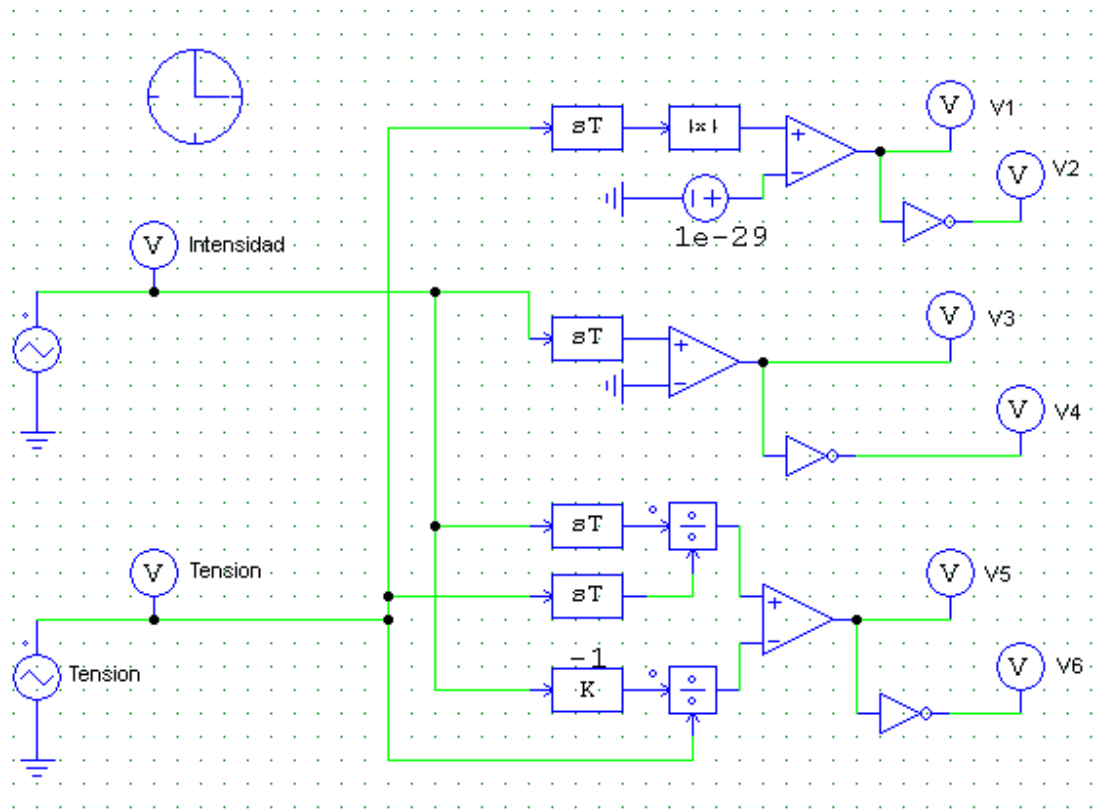 sT
|x|
+
−
V
V1
V
V2
1e-29
V
Intensidad
sT
+
−
V
V3
V
V4
sT
÷
V
Tension
sT
+
−
V
V5
Tension
-1
K
÷
V
V6